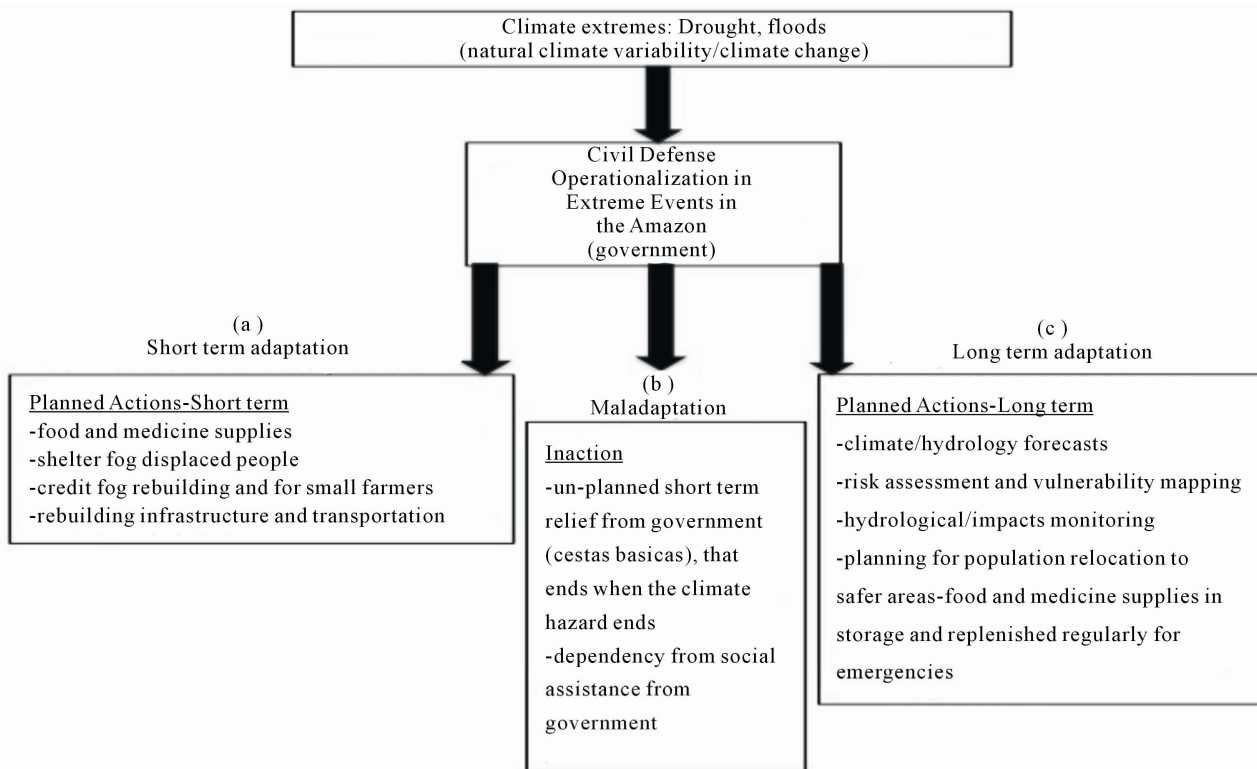 Climate extremes: Drought, floods
(natural climate variability/climate change)
Civil Defense
Operationalization in
Extreme Events in
the Amazon
(government)
(a )
Short term adaptation
Planned Actions-Short term
-food and medicine supplies
-shelter fog displaced people
-credit fog rebuilding and for small farmers
-rebuilding infrastructure and transportation
(b )
Maladaptation
Inaction
-un-planned short term
relief from government
(cestas basicas), that
ends when the climate
hazard ends
-dependency from social
assistance from
government
(c )
Long term adaptation
Planned Actions-Long term
-climate/hydrology forecasts
-risk assessment and vulnerability mapping
-hydrological/impacts monitoring
-planning for population relocation to
safer areas-food and medicine supplies in
storage and replenished regularly for
emergencies